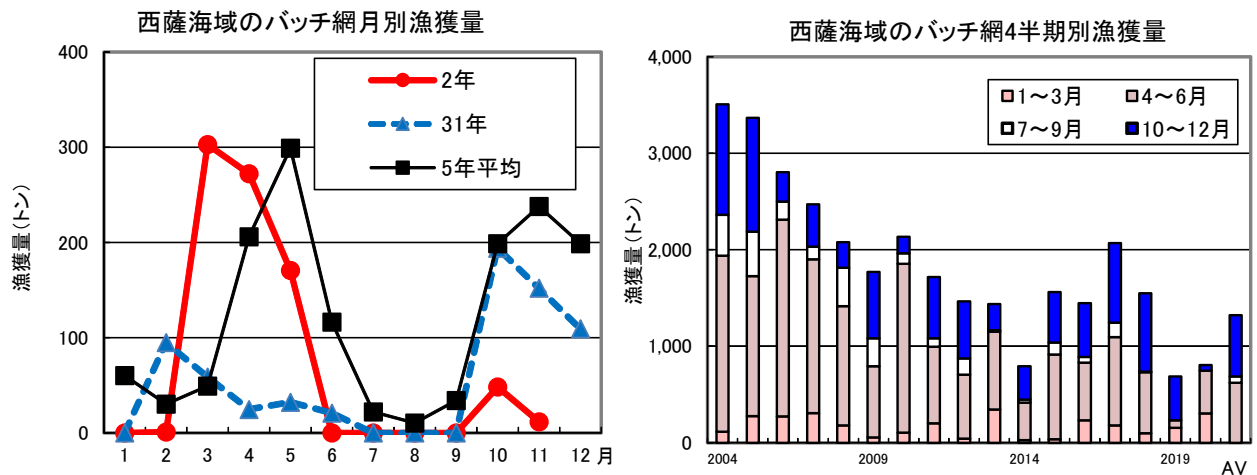 西薩海域のバッチ網月別漁獲量
漁獲量(トン)
400
300
200
100
0
2年
31年
5年平均
1 2 3 4 5 6 7 8 9 10 11 12 月
西薩海域のバッチ網4半期別漁獲量
漁獲量(トン)
4,000
3,000
2,000
1,000
0
1～3月 4～6月
7～9月 10～12月
2004 2009 2014 2019 AV